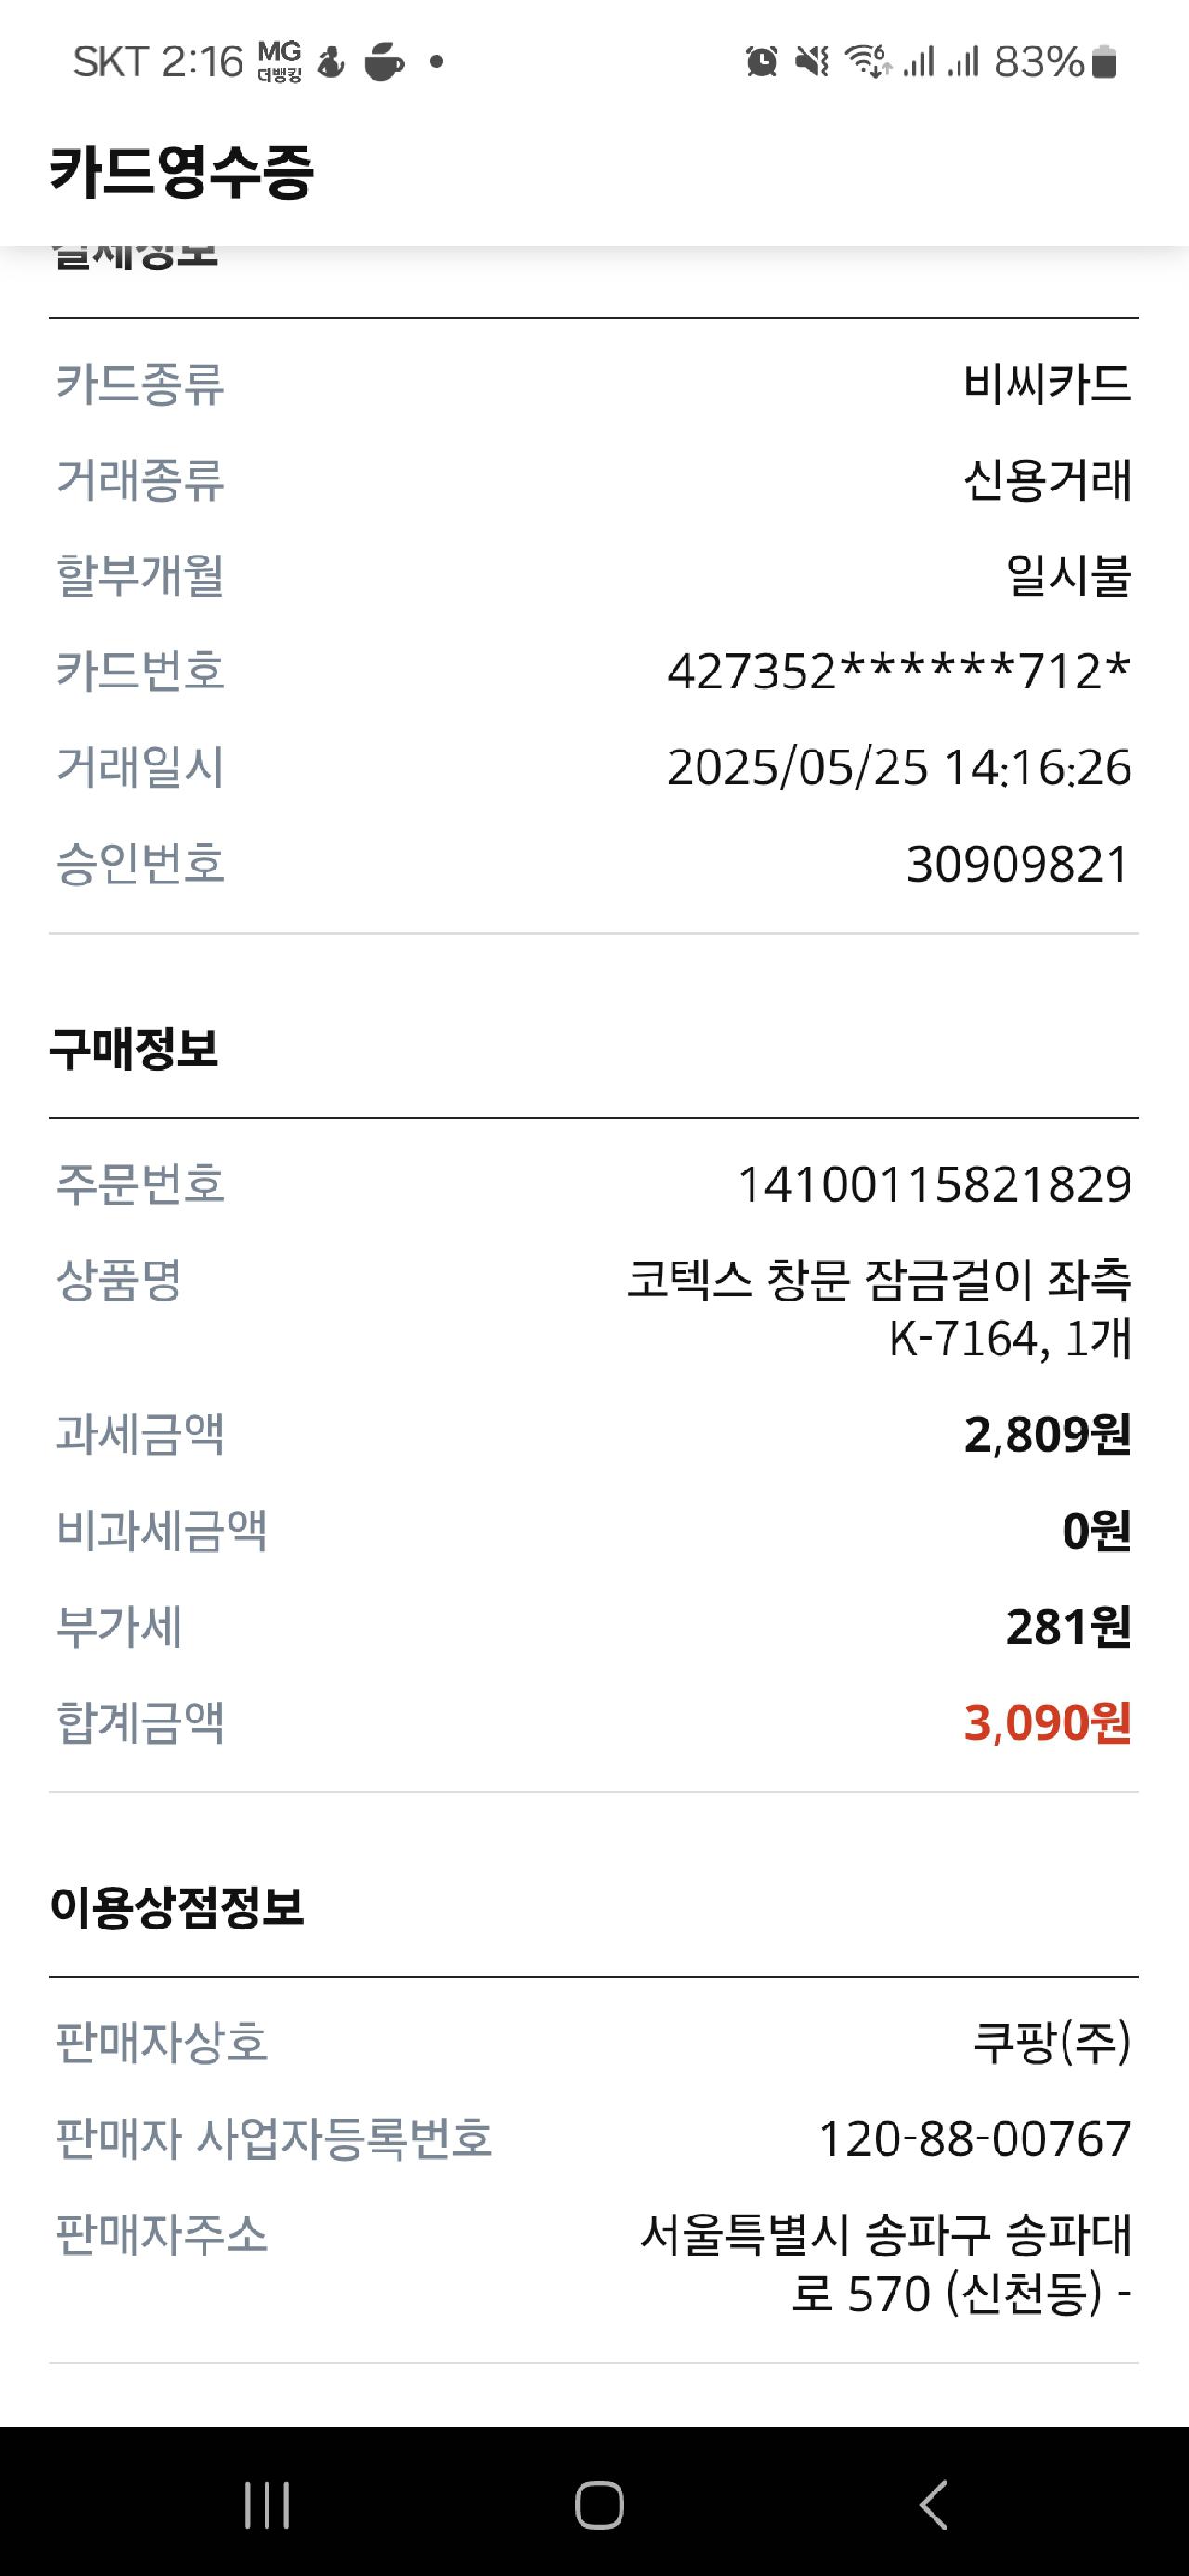 SKT 2:16 MG 더뱅킹 83%
카드영수증
결제정보
카드종류 비씨카드
거래종류 신용거래
할부개월 일시불
카드번호 427352******712*
거래일시 2025/05/25 14:16:26
승인번호 30909821
구매정보
주문번호 14100115821829
상품명 코텍스 창문 잠금걸이 좌측
K-7164, 1개
과세금액 2,809원
비과세금액 0원
부가세 281원
합계금액 3,090원
이용상점정보
판매자상호 쿠팡(주)
판매자 사업자등록번호 120-88-00767
판매자주소 서울특별시 송파구 송파대
로 570 (신천동) -